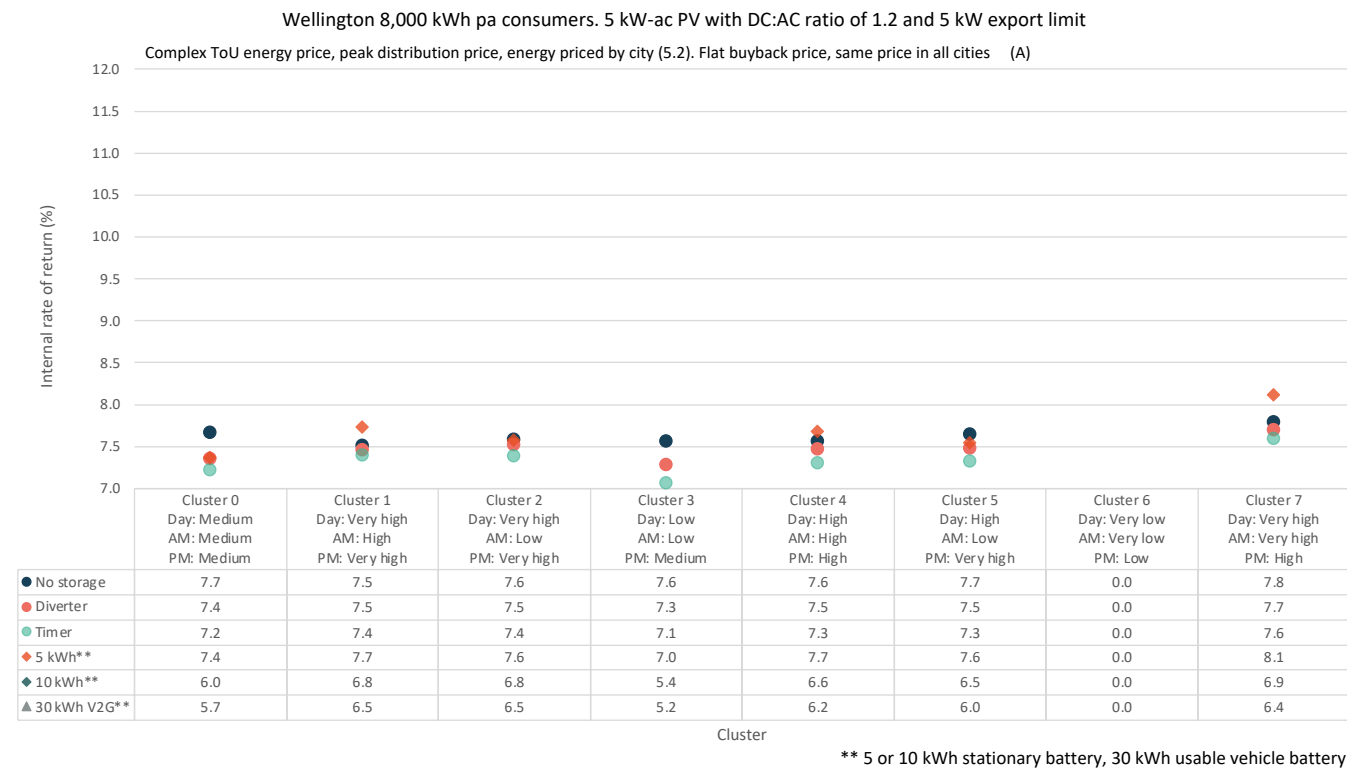 Wellington 8,000 kWh pa consumers. 5 kW-ac PV with DC:AC ratio of 1.2 and 5 kW export limit
Complex ToU energy price, peak distribution price, energy priced by city (5.2). Flat buyback price, same price in all cities (A)
12.0
11.5
11.0
10.5
10.0
9.5
9.0
8.5
8.0
7.5
7.0
Internal rate of return (%)
Cluster 0 Cluster 1 Cluster 2 Cluster 3 Cluster 4 Cluster 5 Cluster 6 Cluster 7
Day: Medium Day: Very high Day: Very high Day: Low Day: High Day: High Day: Very low Day: Very high
AM: Medium AM: High AM: Low AM: Low AM: High AM: Low AM: Very low AM: Very high
PM: Medium PM: Very high PM: Very high PM: Medium PM: High PM: Very high PM: Low PM: High
No storage 7.7 7.5 7.6 7.6 7.6 7.7 0.0 7.8
Diverter 7.4 7.5 7.5 7.3 7.5 7.5 0.0 7.7
Timer 7.2 7.4 7.4 7.1 7.3 7.3 0.0 7.6
5 kWh** 7.4 7.7 7.6 7.0 7.7 7.6 0.0 8.1
10 kWh** 6.0 6.8 6.8 5.4 6.6 6.5 0.0 6.9
30 kWh V2G** 5.7 6.5 6.5 5.2 6.2 6.0 0.0 6.4
Cluster
** 5 or 10 kWh stationary battery, 30 kWh usable vehicle battery